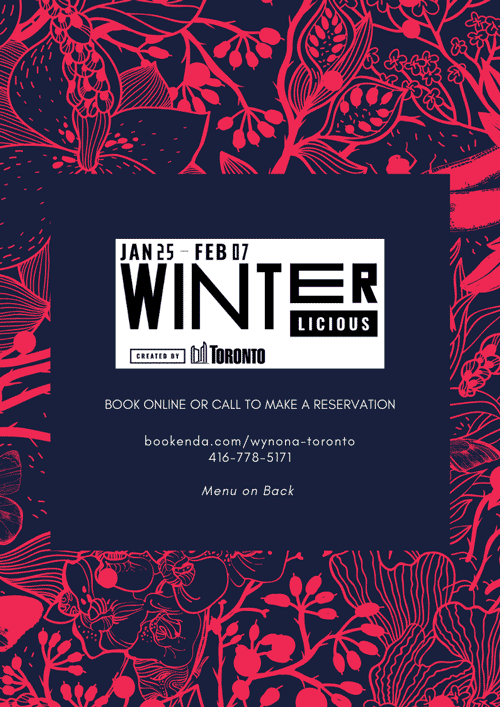 JAN 25 – FEB 07
WINTER
LICIOUS
CREATED BY TORONTO
BOOK ONLINE OR CALL TO MAKE A RESERVATION
bookenda.com/wynona-toronto
416-778-5171
Menu on Back